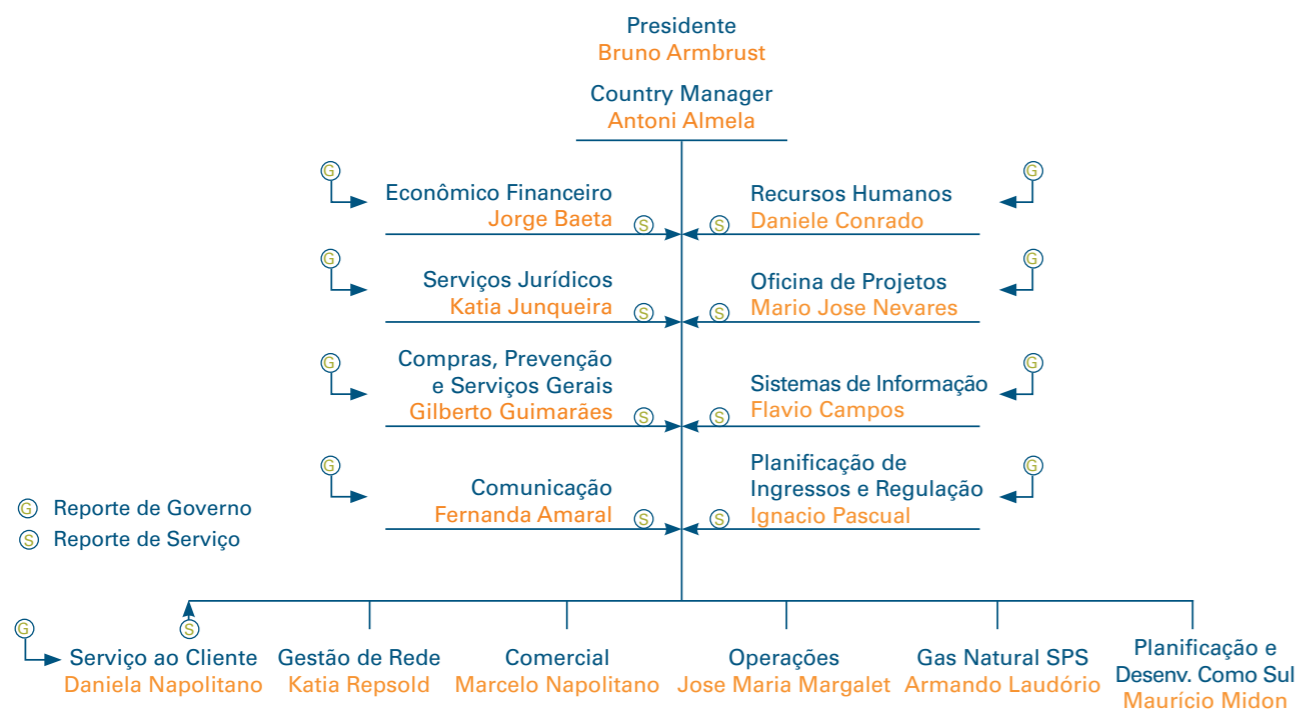 Presidente
Bruno Armbrust
Country Manager
Antoni Almela
G
Econômico Financeiro
Jorge Baeta
S
S
Recursos Humanos
Daniele Conrado
G
G
Serviços Jurídicos
Katia Junqueira
S
S
Oficina de Projetos
Mario Jose Nevares
G
G
Compras, Prevenção
e Serviços Gerais
Gilberto Guimarães
S
S
Sistemas de Informação
Flavio Campos
G
G
Comunicação
Fernanda Amaral
S
S
Planificação de
Ingressos e Regulação
Ignacio Pascual
G
G Reporte de Governo
S Reporte de Serviço
G
S
Serviço ao Cliente
Daniela Napolitano
Gestão de Rede
Katia Repsold
Comercial
Marcelo Napolitano
Operações
Jose Maria Margalet
Gas Natural SPS
Armando Laudório
Planificação e
Desenv. Como Sul
Maurício Midon